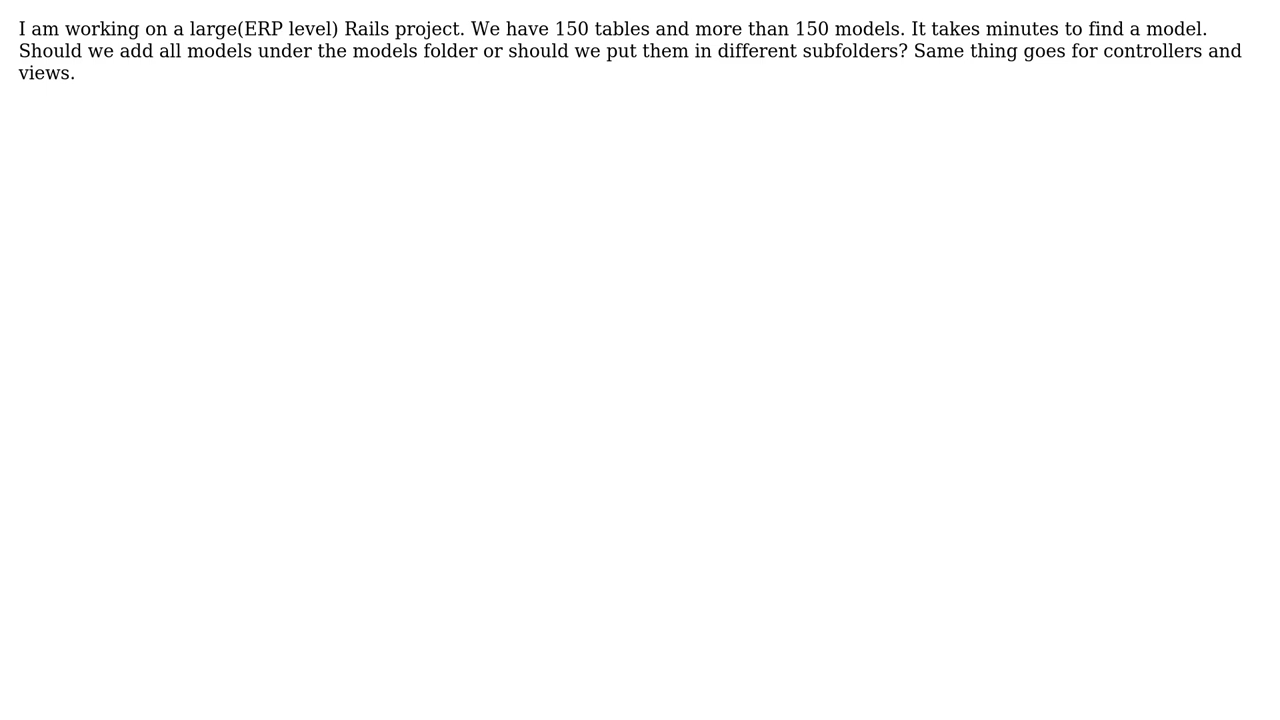 I am working on a large(ERP level) Rails project. We have 150 tables and more than 150 models. It takes minutes to find a model.
Should we add all models under the models folder or should we put them in different subfolders? Same thing goes for controllers and
views.